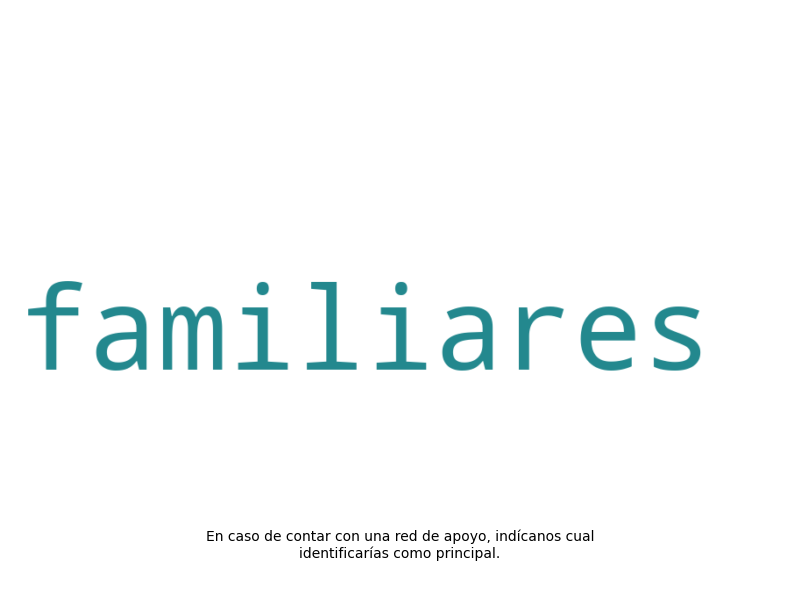 familiares
En caso de contar con una red de apoyo, indícanos cual
identificarías como principal.